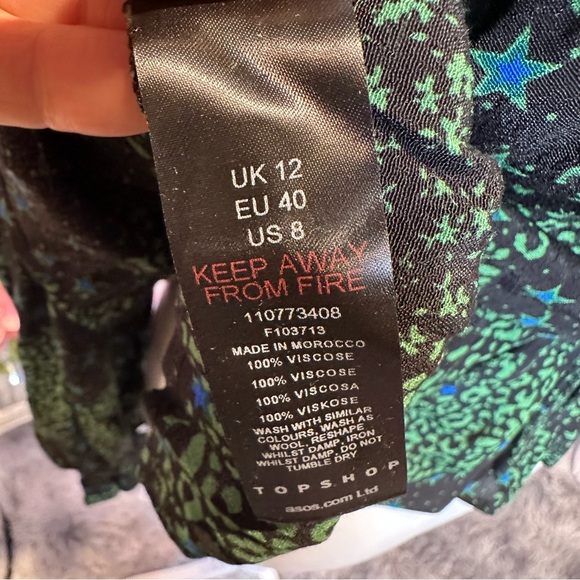 UK 12
EU 40
US 8
KEEP AWAY
FROM FIRE
110773408
F103713
MADE IN MOROCCO
100% VISCOSE
100% VISCOSE
100% VISCOSA
100% VISKOSE
WASH WITH SIMILAR
COLOURS, WASH AS
WOOL, RESHAPE
WHILST DAMP, IRON
WHILST DAMP, DO NOT
TUMBLE DRY
TOPSHOP
asos.com Ltd